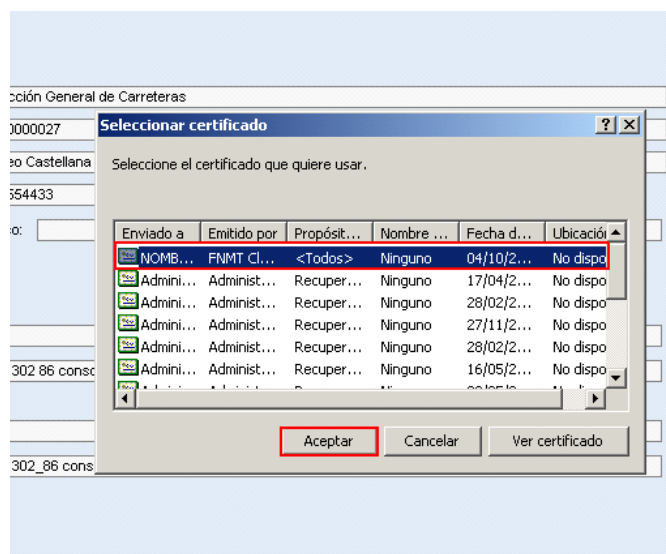 cción General de Carreteras
0000027
Seleccionar certificado
eo Castellana
Seleccione el certificado que quiere usar.
554433
co:
Enviado a Emitido por Propósit... Nombre ... Fecha d... Ubicación
NOMB... FNMT Cl... <Todos> Ninguno 04/10/2... No dispo
Admini... Administ... Recuper... Ninguno 17/04/2... No dispo
Admini... Administ... Recuper... Ninguno 28/02/2... No dispo
Admini... Administ... Recuper... Ninguno 27/11/2... No dispo
Admini... Administ... Recuper... Ninguno 28/02/2... No dispo
302 86 conso
Admini... Administ... Recuper... Ninguno 16/05/2... No dispo
Aceptar Cancelar Ver certificado
302_86 cons